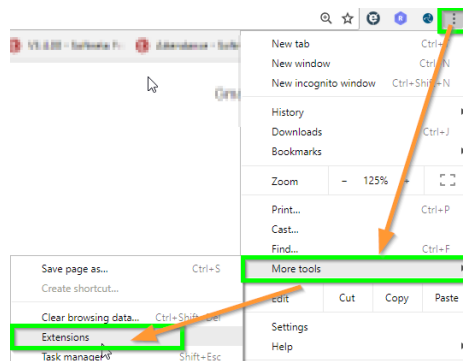 New tab
New window
New incognito window Ctrl+Shift+N
History
Downloads Ctrl+J
Bookmarks
Zoom - 125% +
Print... Ctrl+P
Cast...
Find... Ctrl+F
More tools
Edit Cut Copy Paste
Settings
Help
Save page as... Ctrl+S
Create shortcut...
Clear browsing data... Ctrl+Shift+Del
Extensions
Task manager Shift+Esc